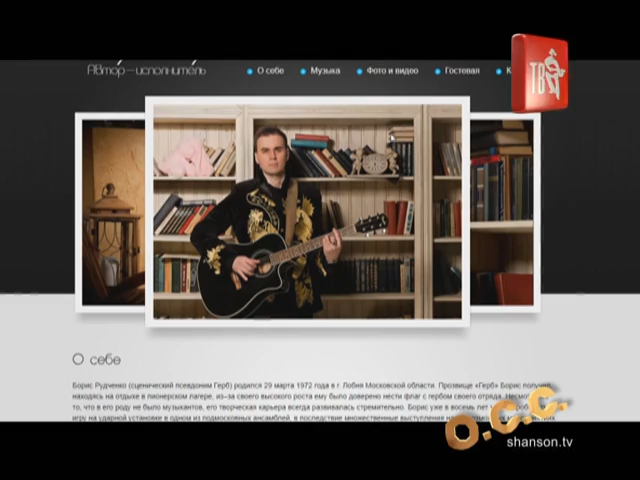 Автор-исполнитель
О себе
Музыка
Фото и видео
Гостевая
К
ТВ
О себе
Борис Рудченко (сценический псевдоним Герб) родился 29 марта 1972 года в г. Лобня Московской области. Прозвище «Герб» Борис получил,
находясь на отдыхе в пионерском лагере, из-за своего высокого роста ему было доверено нести флаг с гербом своего отряда.
то, что в его роду не было музыкантов, его творческая карьера всегда развивалась стремительно. Борис уже в восемь лет
игру на ударной установке в одном из подмосковных ансамблей, в последствие множественные выступления на
О.С.С.
shanson.tv